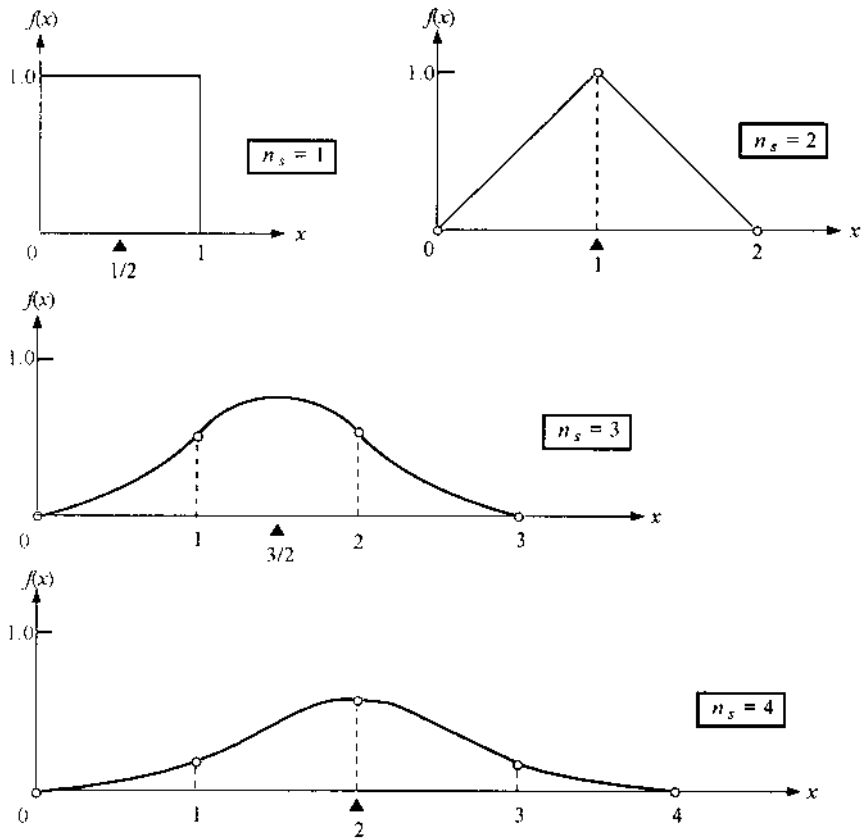 f(x)
1.0
n_s = 1
0
1/2
1
x
f(x)
1.0
n_s = 2
0
1
2
x
f(x)
1.0
n_s = 3
0
1
3/2
2
3
x
f(x)
1.0
n_s = 4
0
1
2
3
4
x